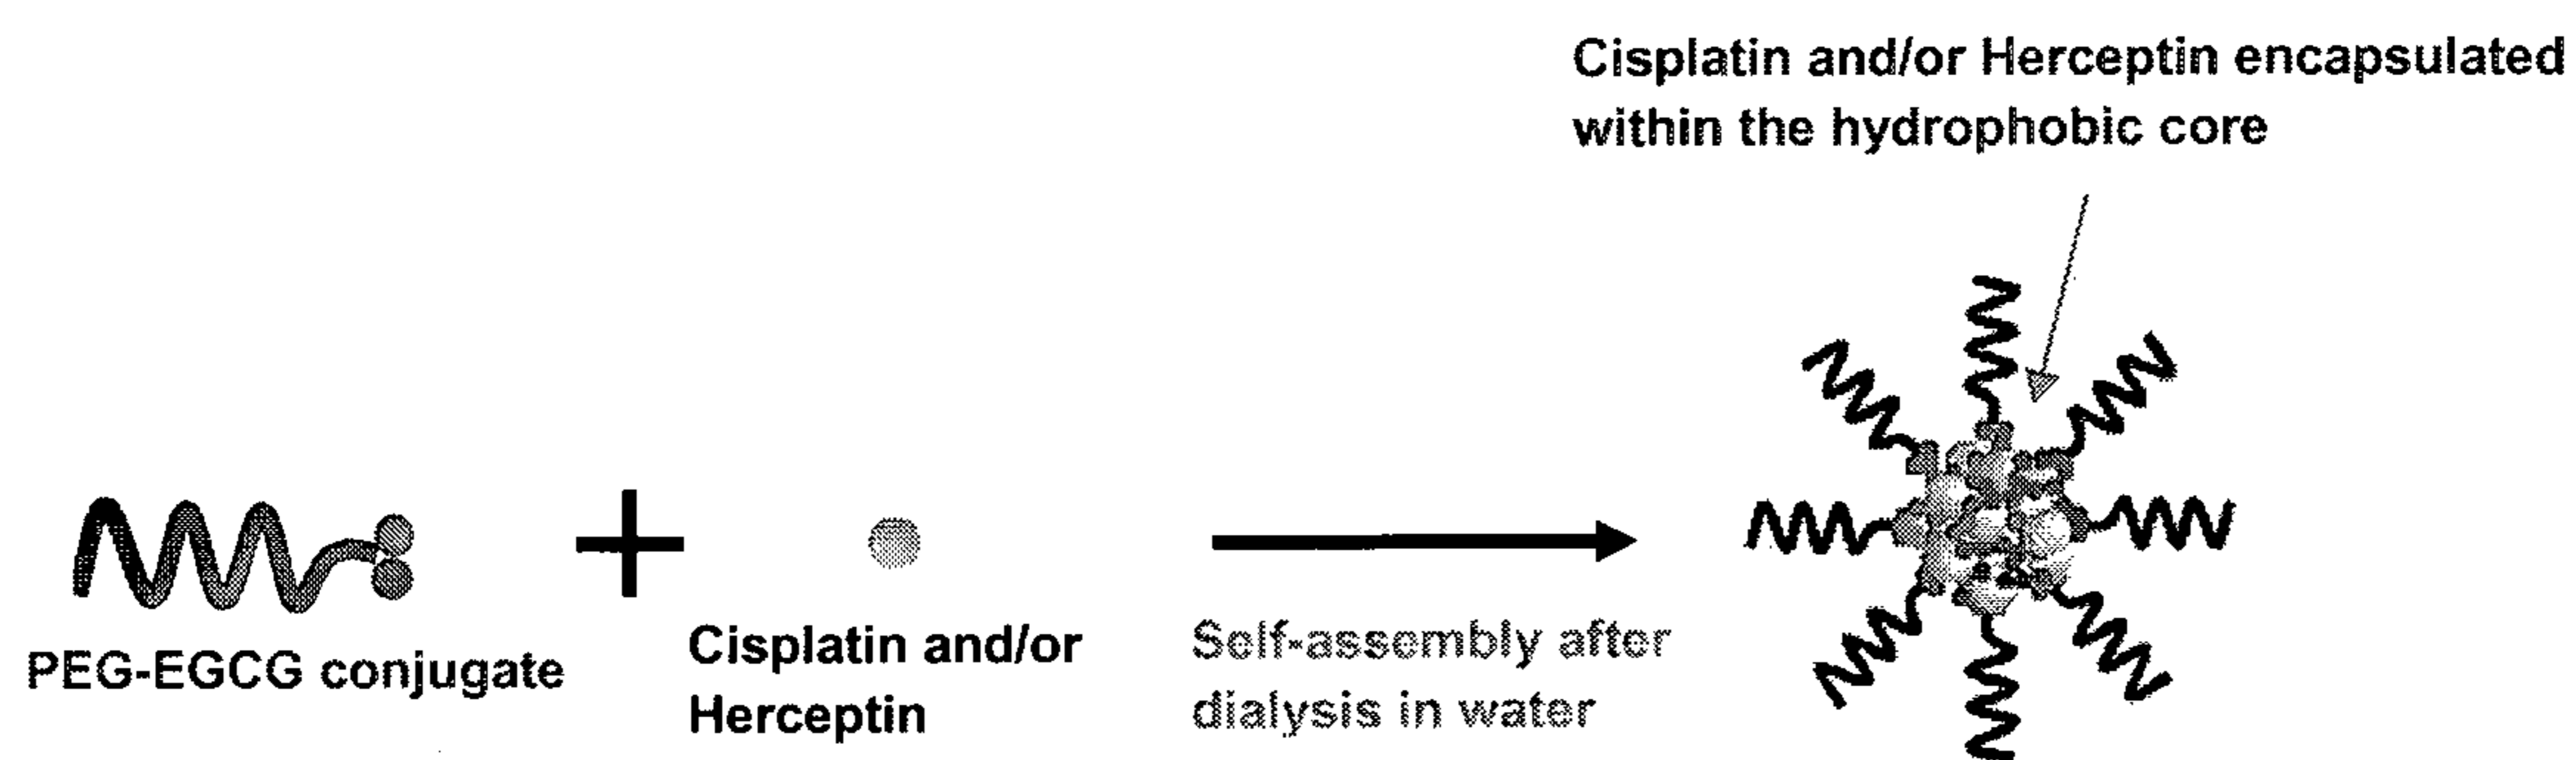 Cisplatin and/or Herceptin encapsulated
within the hydrophobic core
PEG-EGCG conjugate
Cisplatin and/or
Herceptin
Self-assembly after
dialysis in water